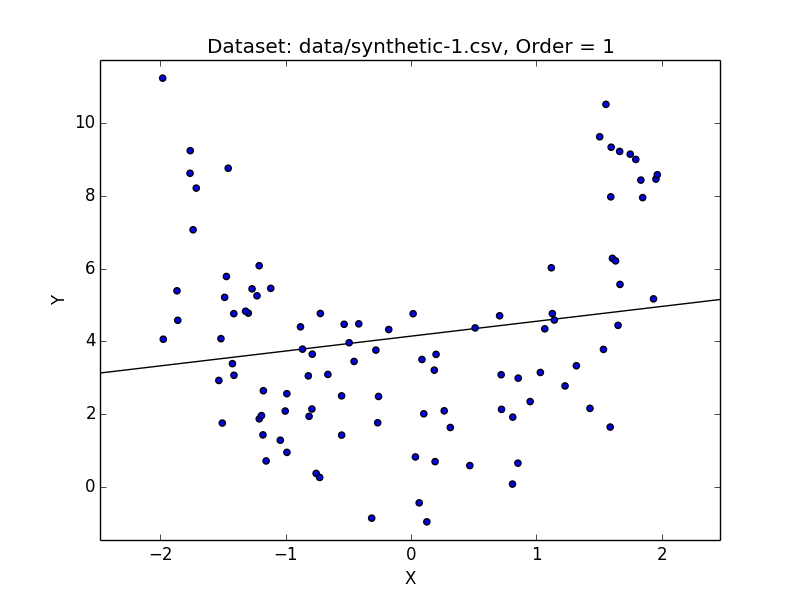 Dataset: data/synthetic-1.csv, Order = 1
10
8
6
4
2
0
Y
−2 −1 0 1 2
X